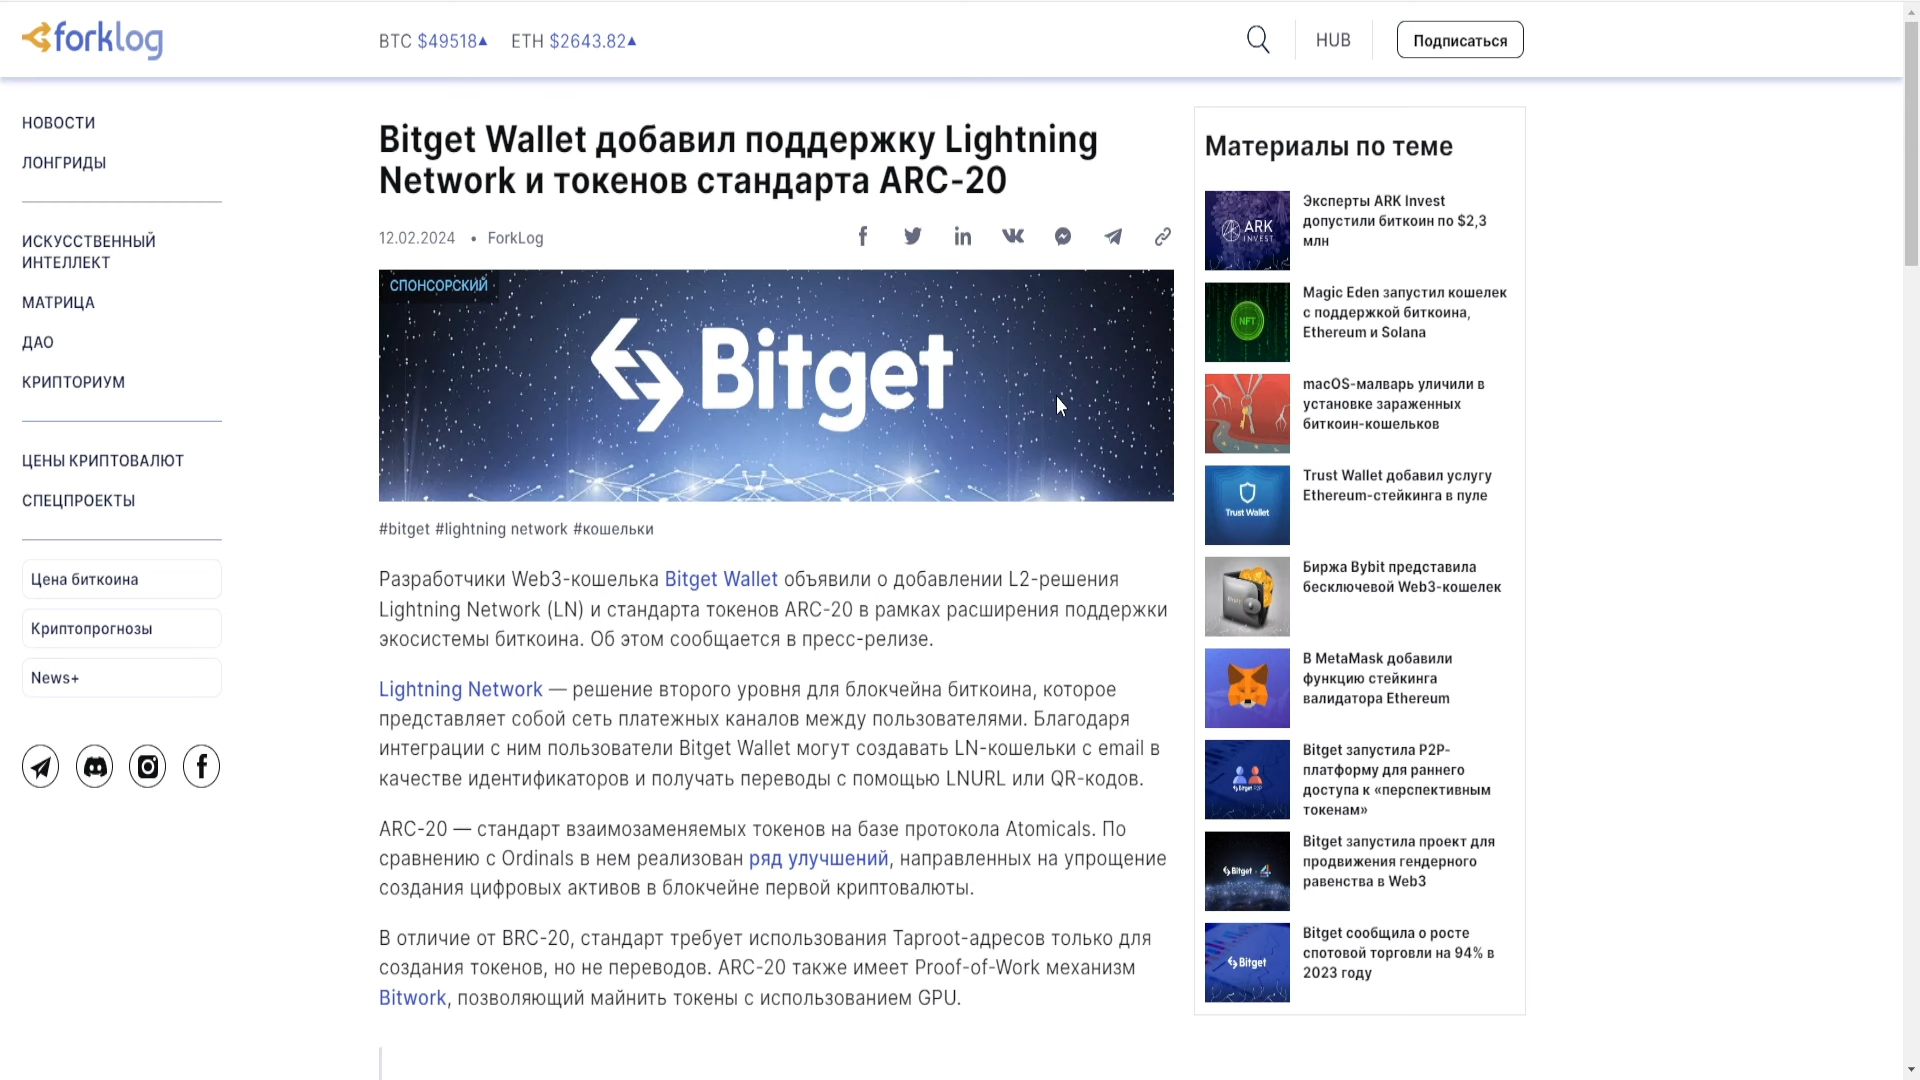 forklog
BTC $49518▲ ETH $2643.82▲
HUB
Подписаться
НОВОСТИ
ЛОНГРИДЫ
ИСКУССТВЕННЫЙ
ИНТЕЛЛЕКТ
МАТРИЦА
ДАО
КРИПТОРИУМ
ЦЕНЫ КРИПТОВАЛЮТ
СПЕЦПРОЕКТЫ
Цена биткоина
Криптопрогнозы
News+
Bitget Wallet добавил поддержку Lightning
Network и токенов стандарта ARC-20
12.02.2024 • ForkLog
СПОНСОРСКИЙ
Bitget
#bitget #lightning network #кошельки
Разработчики Web3-кошелька Bitget Wallet объявили о добавлении L2-решения
Lightning Network (LN) и стандарта токенов ARC-20 в рамках расширения поддержки
экосистемы биткоина. Об этом сообщается в пресс-релизе.
Lightning Network — решение второго уровня для блокчейна биткоина, которое
представляет собой сеть платежных каналов между пользователями. Благодаря
интеграции с ним пользователи Bitget Wallet могут создавать LN-кошельки с email в
качестве идентификаторов и получать переводы с помощью LNURL или QR-кодов.
ARC-20 — стандарт взаимозаменяемых токенов на базе протокола Atomicals. По
сравнению с Ordinals в нем реализован ряд улучшений, направленных на упрощение
создания цифровых активов в блокчейне первой криптовалюты.
В отличие от BRC-20, стандарт требует использования Taproot-адресов только для
создания токенов, но не переводов. ARC-20 также имеет Proof-of-Work механизм
Bitwork, позволяющий майнить токены с использованием GPU.
Материалы по теме
ARK
INVEST
Эксперты ARK Invest
допустили биткоин по $2,3
млн
NFT
Magic Eden запустил кошелек
с поддержкой биткоина,
Ethereum и Solana
macOS-малварь уличили в
установке зараженных
биткоин-кошельков
Trust Wallet
Trust Wallet добавил услугу
Ethereum-стейкинга в пуле
Биржа Bybit представила
бесключевой Web3-кошелек
В MetaMask добавили
функцию стейкинга
валидатора Ethereum
Bitget P2P
Bitget запустила P2P-
платформу для раннего
доступа к «перспективным
токенам»
Bitget
Bitget запустила проект для
продвижения гендерного
равенства в Web3
Bitget
Bitget сообщила о росте
спотовой торговли на 94% в
2023 году